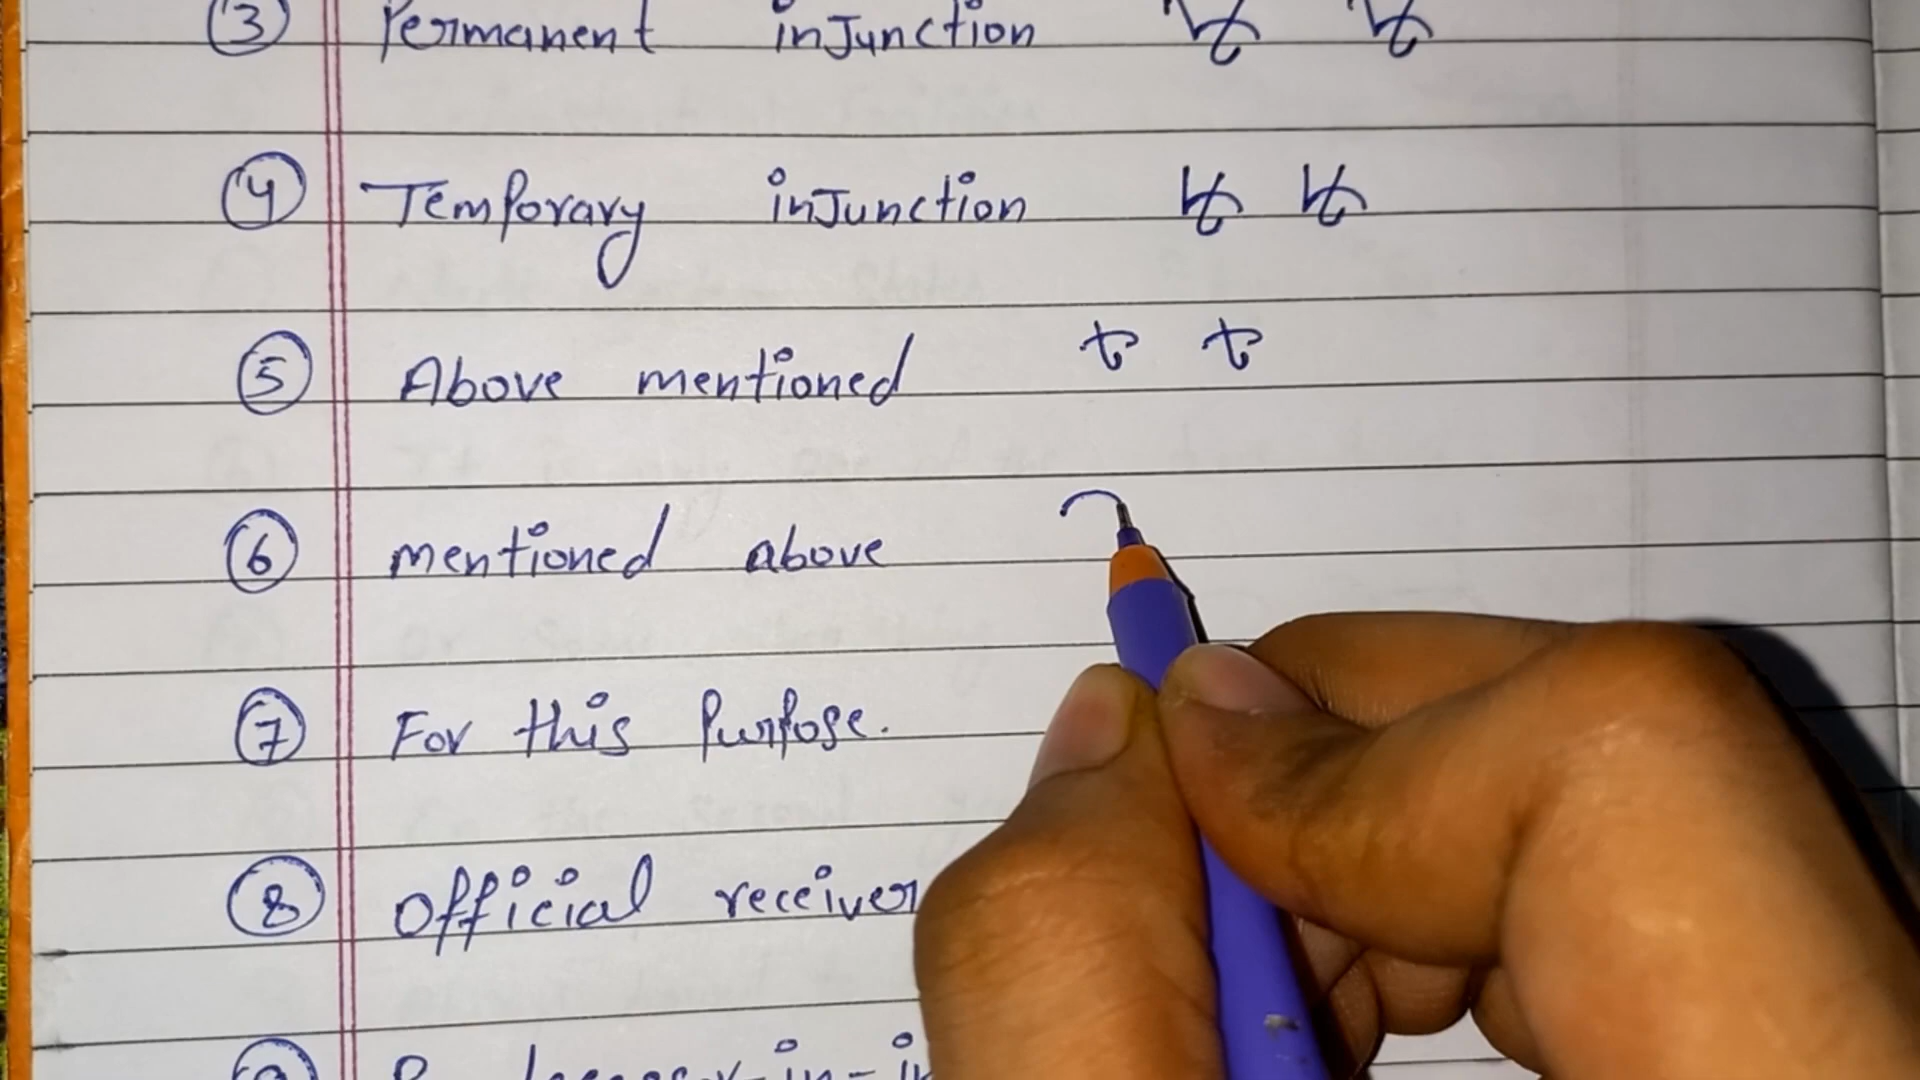 3 Permanent injunction
4 Temporary injunction
5 Above mentioned
6 mentioned above
7 For this Purpose.
8 Official receiver